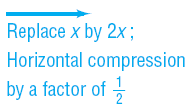 Replace x by 2x;
Horizontal compression
by a factor of 1/2